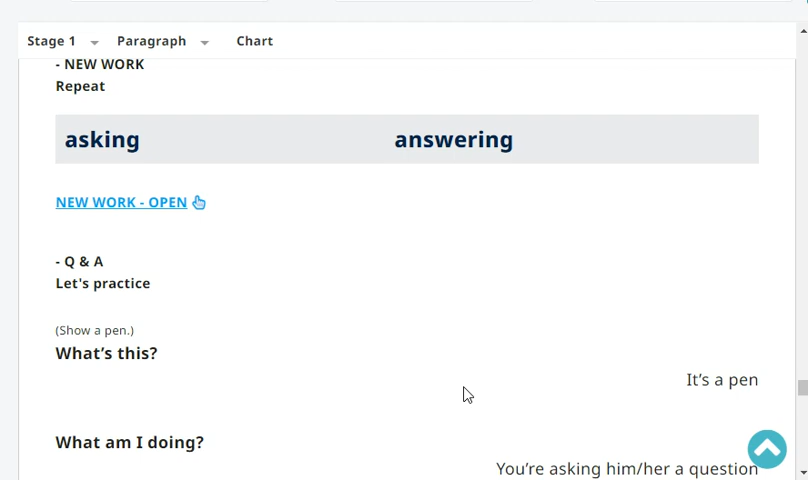 Stage 1 Paragraph Chart
- NEW WORK
Repeat
asking answering
NEW WORK - OPEN
- Q & A
Let's practice
(Show a pen.)
What's this?
It's a pen
What am I doing?
You're asking him/her a question